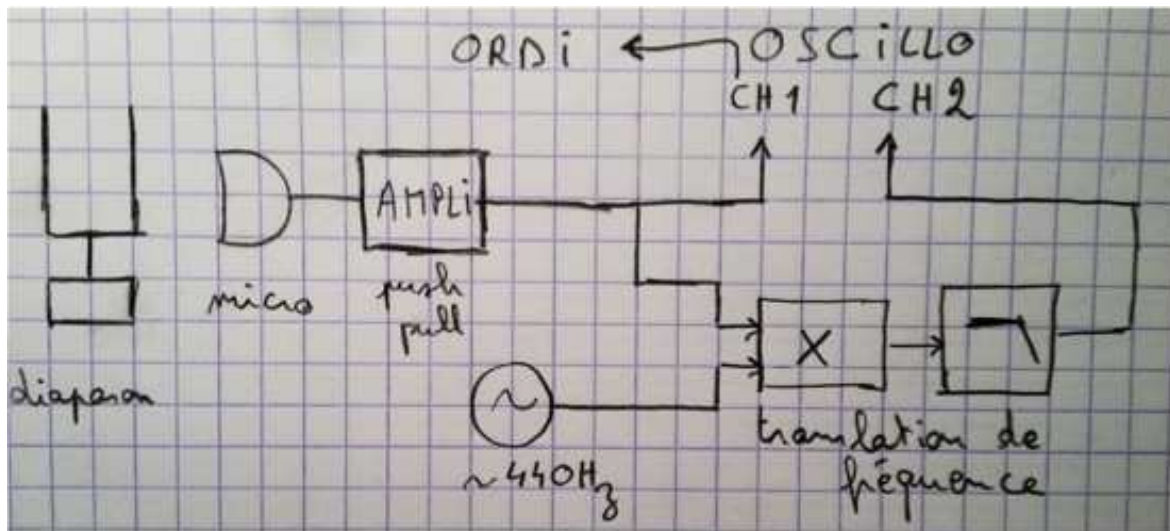 ORDi ← OSCiLLO
CH1 CH2
AMPLi
micro
push
pull
diapason
X
~
~440Hz
translation de
fréquence